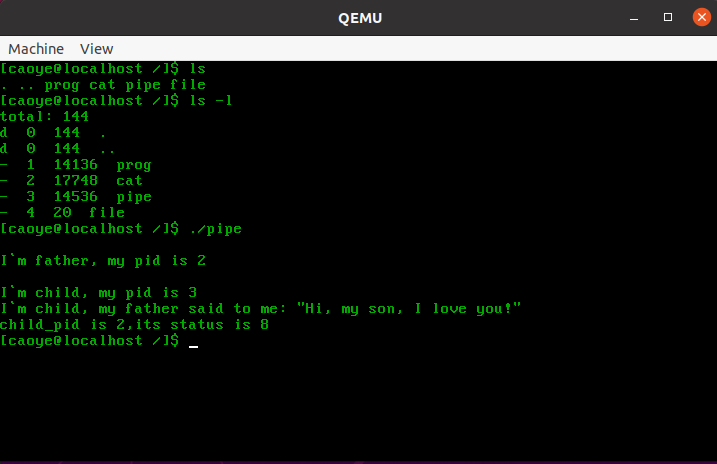 QEMU
Machine View
[caoye@localhost /]$ ls
. .. prog cat pipe file
[caoye@localhost /]$ ls -l
total: 144
d  0  144  .
d  0  144  ..
-  1  14136  prog
-  2  17748  cat
-  3  14536  pipe
-  4  20  file
[caoye@localhost /]$ ./pipe
I`m father, my pid is 2
I`m child, my pid is 3
I`m child, my father said to me: "Hi, my son, I love you!"
child_pid is 2,its status is 8
[caoye@localhost /]$ _